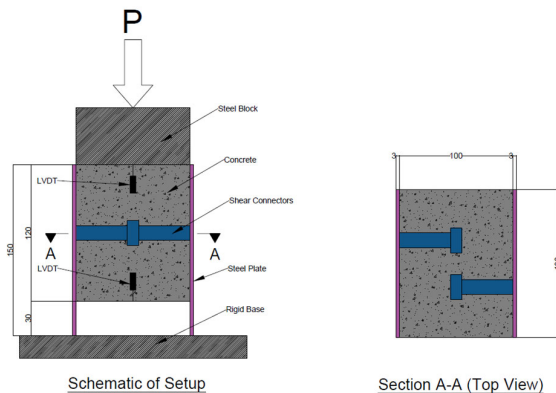 P
Steel Block
LVDT
Concrete
Shear Connectors
A
A
LVDT
Steel Plate
Rigid Base
150
120
30
Schematic of Setup
3
100
3
Section A-A (Top View)